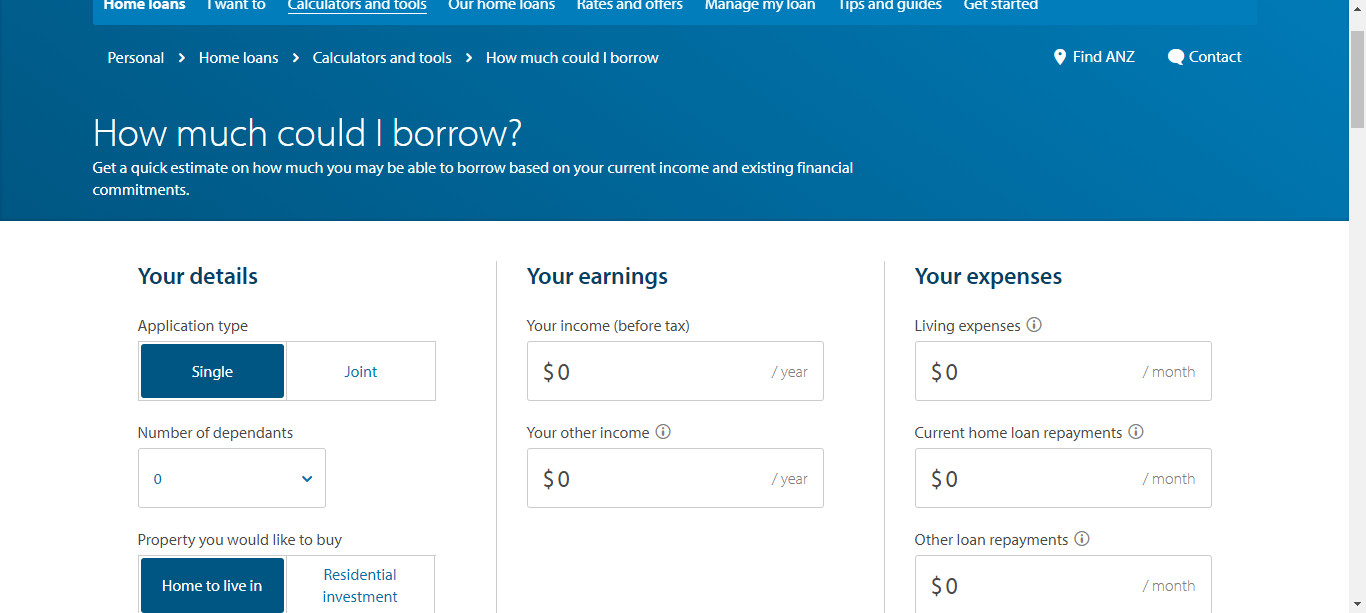 Home loans I want to Calculators and tools Our home loans Rates and offers Manage my loan Tips and guides Get started
Personal > Home loans > Calculators and tools > How much could I borrow
Find ANZ Contact
How much could I borrow?
Get a quick estimate on how much you may be able to borrow based on your current income and existing financial
commitments.
Your details
Application type
Single Joint
Number of dependants
0
Property you would like to buy
Home to live in
Residential
investment
Your earnings
Your income (before tax)
$ 0 / year
Your other income
$ 0 / year
Your expenses
Living expenses
$ 0 / month
Current home loan repayments
$ 0 / month
Other loan repayments
$ 0 / month